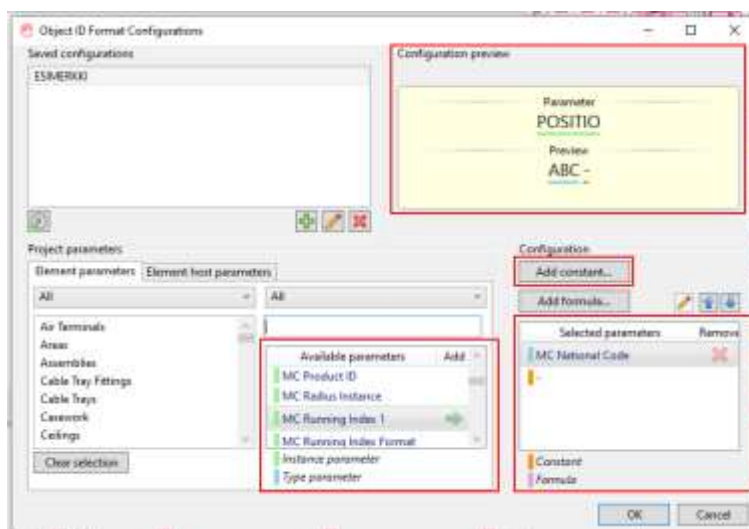 Object ID Format Configurations
Saved configurations
ESIMERKKI
Configuration preview
Parameter
POSITIO
Preview
ABC -
Project parameters
Element parameters
Element host parameters
All
All
Air Terminals
Areas
Assemblies
Cable Tray Fittings
Cable Trays
Casework
Ceilings
Clear selection
Available parameters
Add
MC Product ID
MC Radius Instance
MC Running Index 1
MC Running Index Format
Instance parameter
Type parameter
Configuration
Add constant...
Add formula...
Selected parameters
Remove
MC National Code
-
Constant
Formula
OK
Cancel